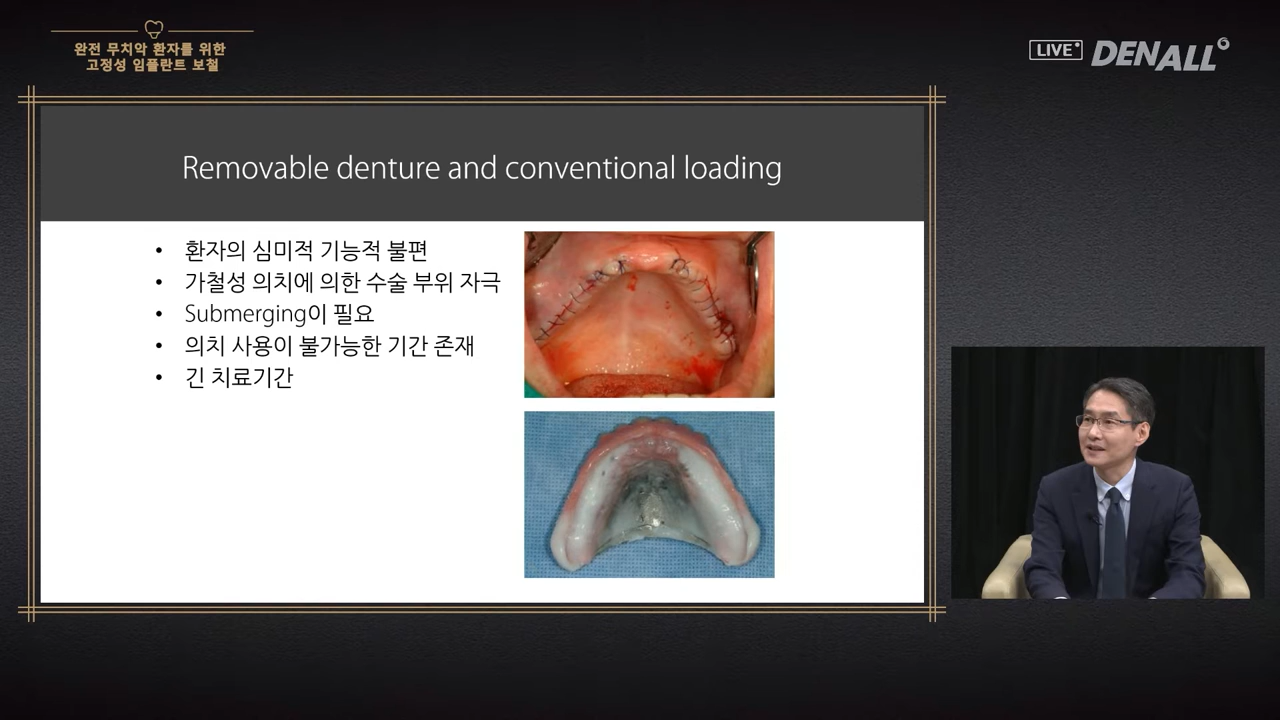 완전 무치악 환자를 위한
고정성 임플란트 보철
LIVE
DENALL
Removable denture and conventional loading
• 환자의 심미적 기능적 불편
• 가철성 의치에 의한 수술 부위 자극
• Submerging이 필요
• 의치 사용이 불가능한 기간 존재
• 긴 치료기간